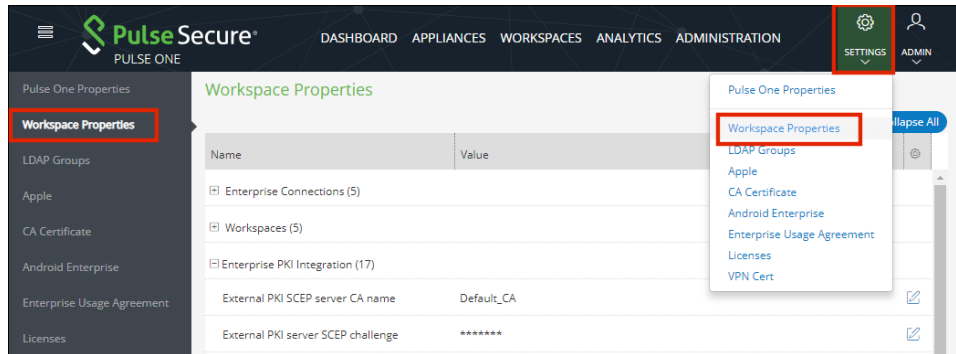 Pulse Secure®
PULSE ONE
DASHBOARD APPLIANCES WORKSPACES ANALYTICS ADMINISTRATION
SETTINGS
ADMIN
Pulse One Properties
Workspace Properties
LDAP Groups
Apple
CA Certificate
Android Enterprise
Enterprise Usage Agreement
Licenses
Workspace Properties
llapse All
Name Value
Enterprise Connections (5)
Workspaces (5)
Enterprise PKI Integration (17)
External PKI SCEP server CA name Default_CA
External PKI server SCEP challenge *******
Pulse One Properties
Workspace Properties
LDAP Groups
Apple
CA Certificate
Android Enterprise
Enterprise Usage Agreement
Licenses
VPN Cert